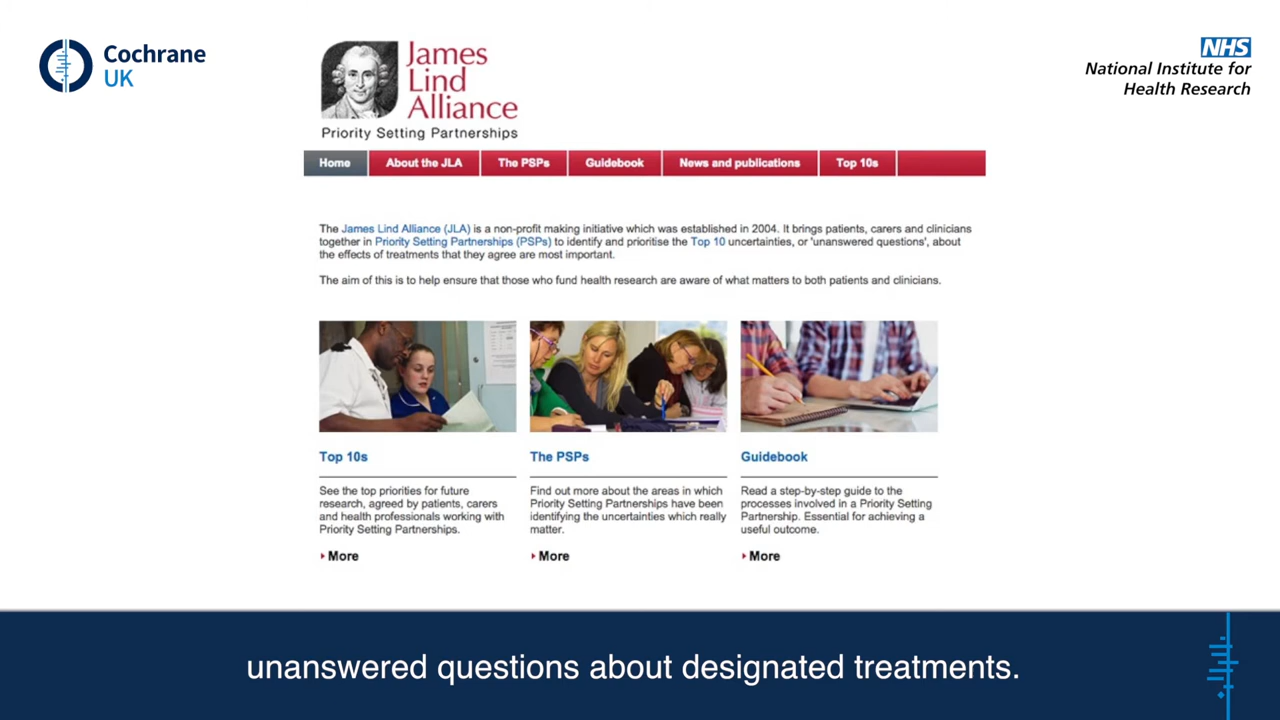 Cochrane
UK
James
Lind
Alliance
Priority Setting Partnerships
NHS
National Institute for
Health Research
Home
About the JLA
The PSPs
Guidebook
News and publications
Top 10s
The James Lind Alliance (JLA) is a non-profit making initiative which was established in 2004. It brings patients, carers and clinicians
together in Priority Setting Partnerships (PSPs) to identify and prioritise the Top 10 uncertainties, or 'unanswered questions', about
the effects of treatments that they agree are most important.
The aim of this is to help ensure that those who fund health research are aware of what matters to both patients and clinicians.
Top 10s
See the top priorities for future
research, agreed by patients, carers
and health professionals working with
Priority Setting Partnerships.
More
The PSPs
Find out more about the areas in which
Priority Setting Partnerships have been
identifying the uncertainties which really
matter.
More
Guidebook
Read a step-by-step guide to the
processes involved in a Priority Setting
Partnership. Essential for achieving a
useful outcome.
More
unanswered questions about designated treatments.